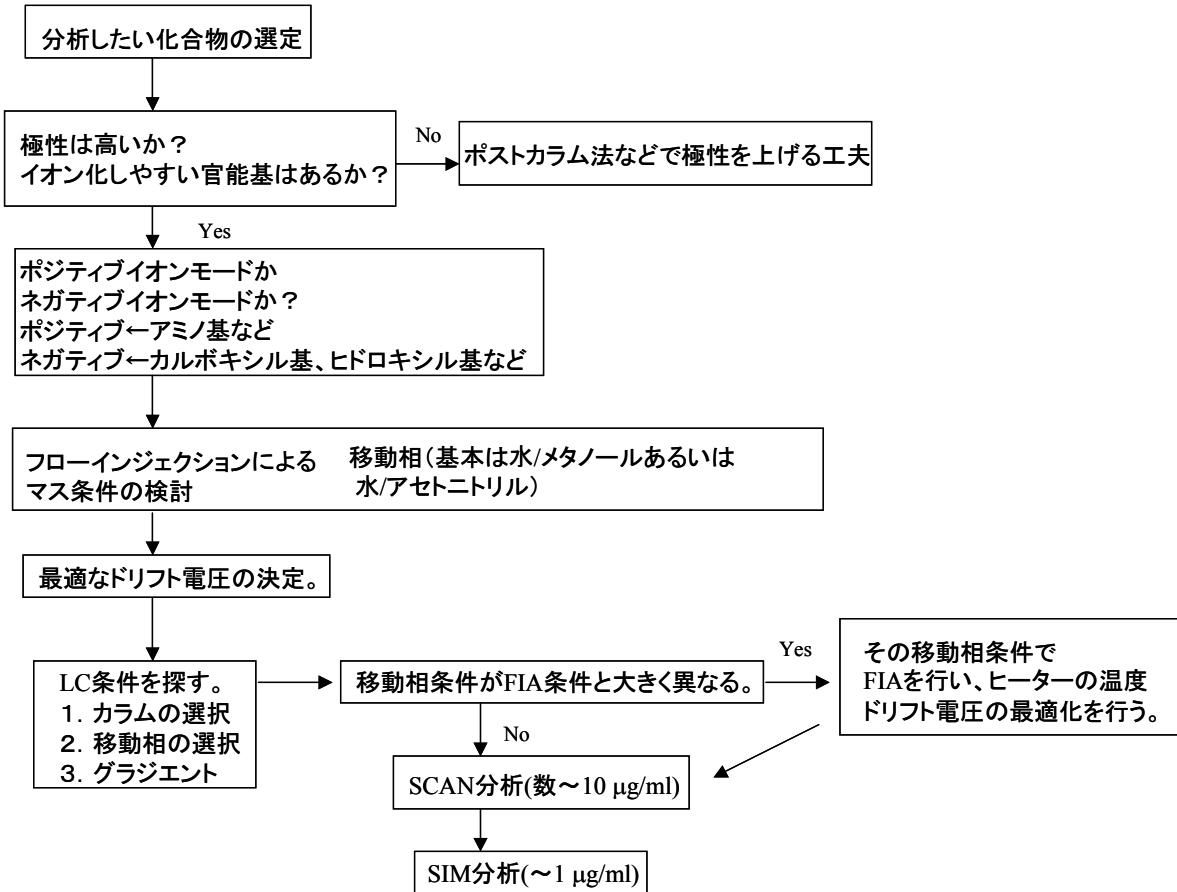 分析したい化合物の選定
極性は高いか？
イオン化しやすい官能基はあるか？
No
ポストカラム法などで極性を上げる工夫
Yes
ポジティブイオンモードか
ネガティブイオンモードか？
ポジティブ←アミノ基など
ネガティブ←カルボキシル基、ヒドロキシル基など
フローインジェクションによる
マス条件の検討
移動相（基本は水/メタノールあるいは
水/アセトニトリル）
最適なドリフト電圧の決定。
LC条件を探す。
１．カラムの選択
２．移動相の選択
３．グラジエント
移動相条件がFIA条件と大きく異なる。
Yes
その移動相条件で
FIAを行い、ヒーターの温度
ドリフト電圧の最適化を行う。
No
SCAN分析(数～10 μg/ml)
SIM分析(～1 μg/ml)